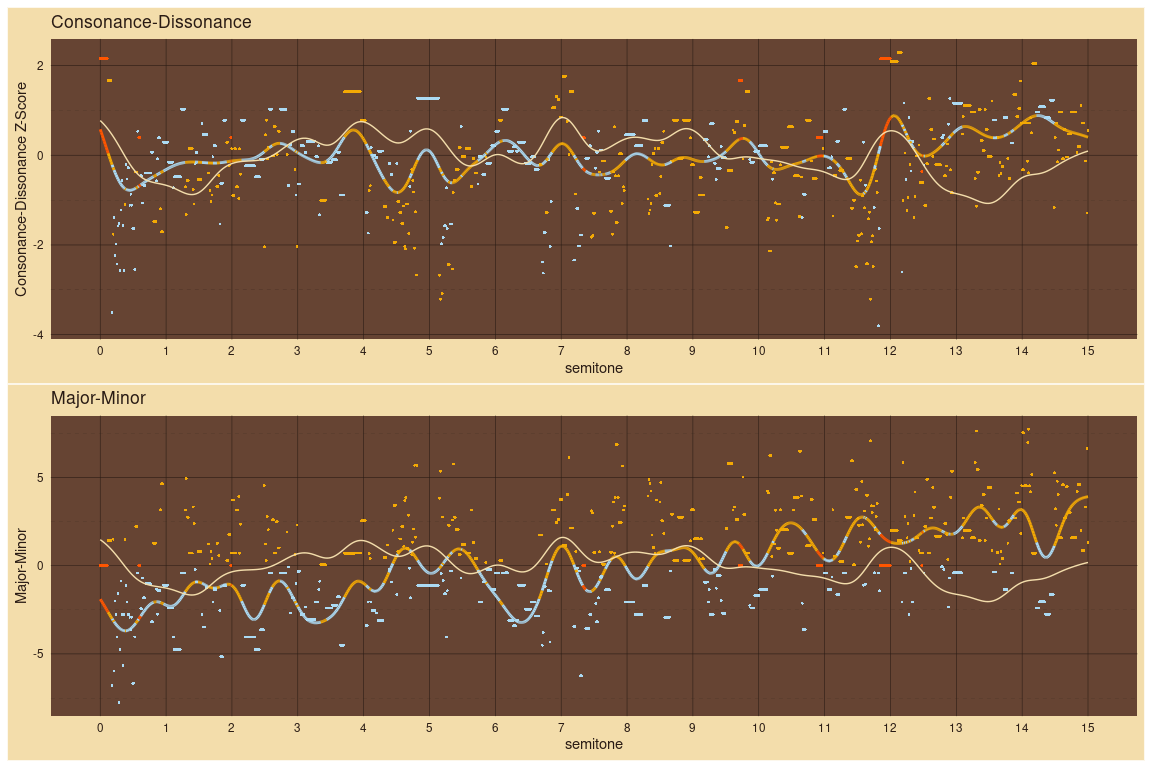 Consonance-Dissonance
Consonance-Dissonance Z-Score
2
0
-2
-4
0 1 2 3 4 5 6 7 8 9 10 11 12 13 14 15
semitone
Major-Minor
Major-Minor
5
0
-5
0 1 2 3 4 5 6 7 8 9 10 11 12 13 14 15
semitone